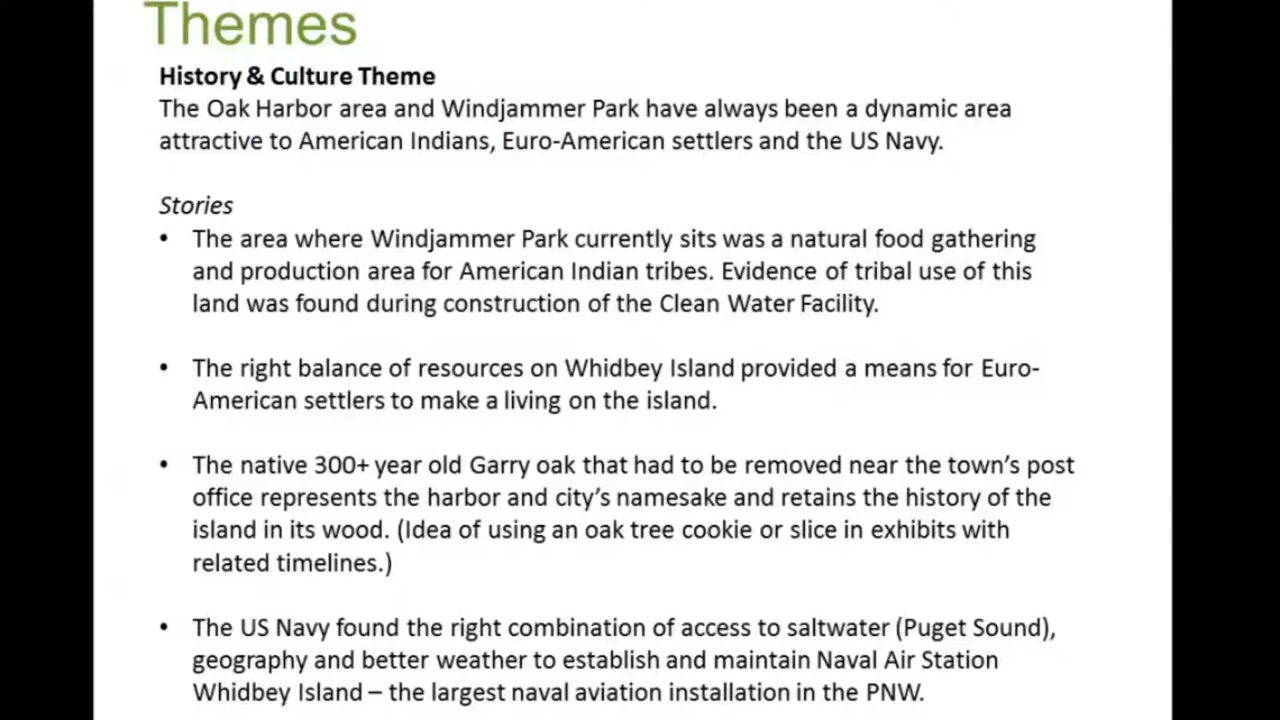 Themes
History & Culture Theme
The Oak Harbor area and Windjammer Park have always been a dynamic area
attractive to American Indians, Euro-American settlers and the US Navy.
Stories
• The area where Windjammer Park currently sits was a natural food gathering
and production area for American Indian tribes. Evidence of tribal use of this
land was found during construction of the Clean Water Facility.
• The right balance of resources on Whidbey Island provided a means for Euro-
American settlers to make a living on the island.
• The native 300+ year old Garry oak that had to be removed near the town's post
office represents the harbor and city's namesake and retains the history of the
island in its wood. (Idea of using an oak tree cookie or slice in exhibits with
related timelines.)
• The US Navy found the right combination of access to saltwater (Puget Sound),
geography and better weather to establish and maintain Naval Air Station
Whidbey Island – the largest naval aviation installation in the PNW.